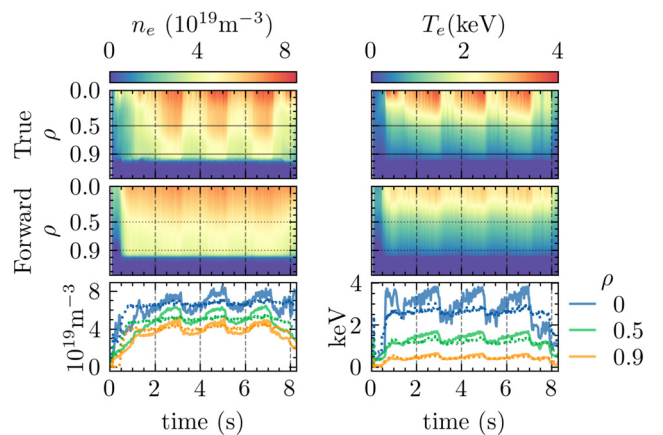 n_e (10^19 m^-3)
T_e(keV)
0 4 8
0 2 4
True
ρ
0.0
0.5
0.9
Forward
ρ
0.0
0.5
0.9
10^19 m^-3
8
4
0
keV
4
2
0
ρ
0
0.5
0.9
0 2 4 6 8
0 2 4 6 8
time (s)
time (s)